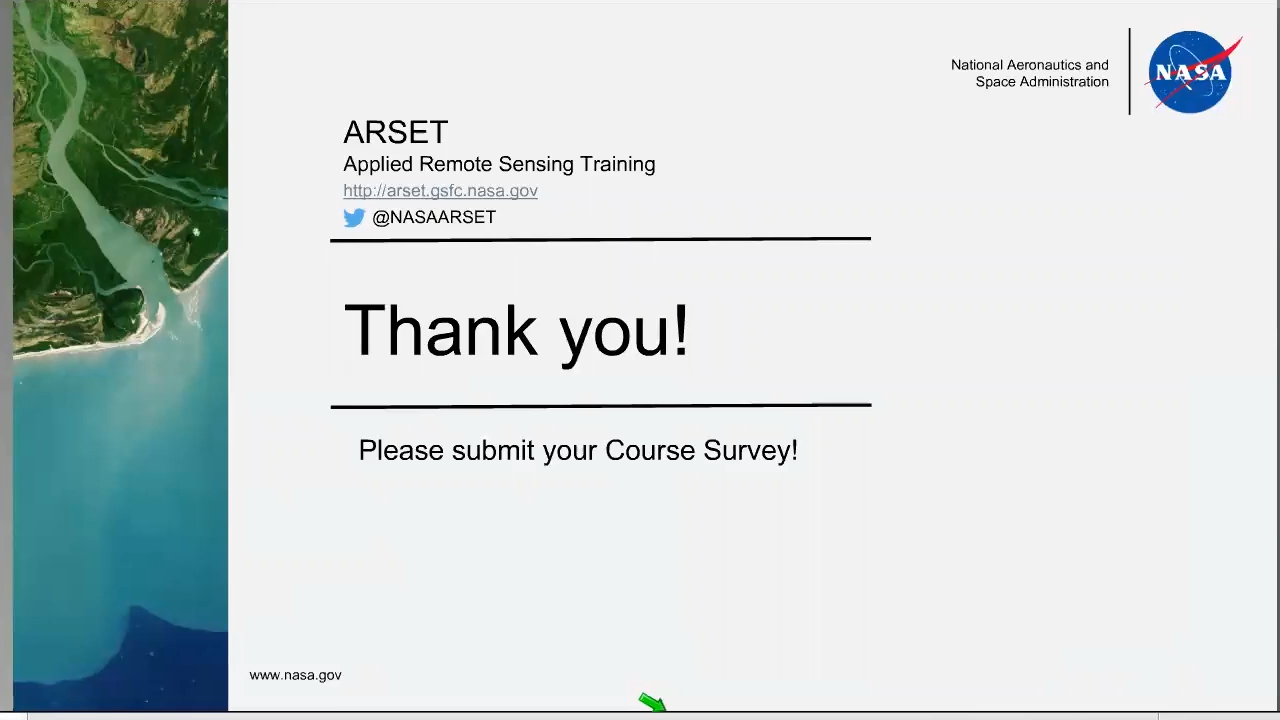 National Aeronautics and
Space Administration
NASA
ARSET
Applied Remote Sensing Training
http://arset.gsfc.nasa.gov
@NASAARSET
Thank you!
Please submit your Course Survey!
www.nasa.gov